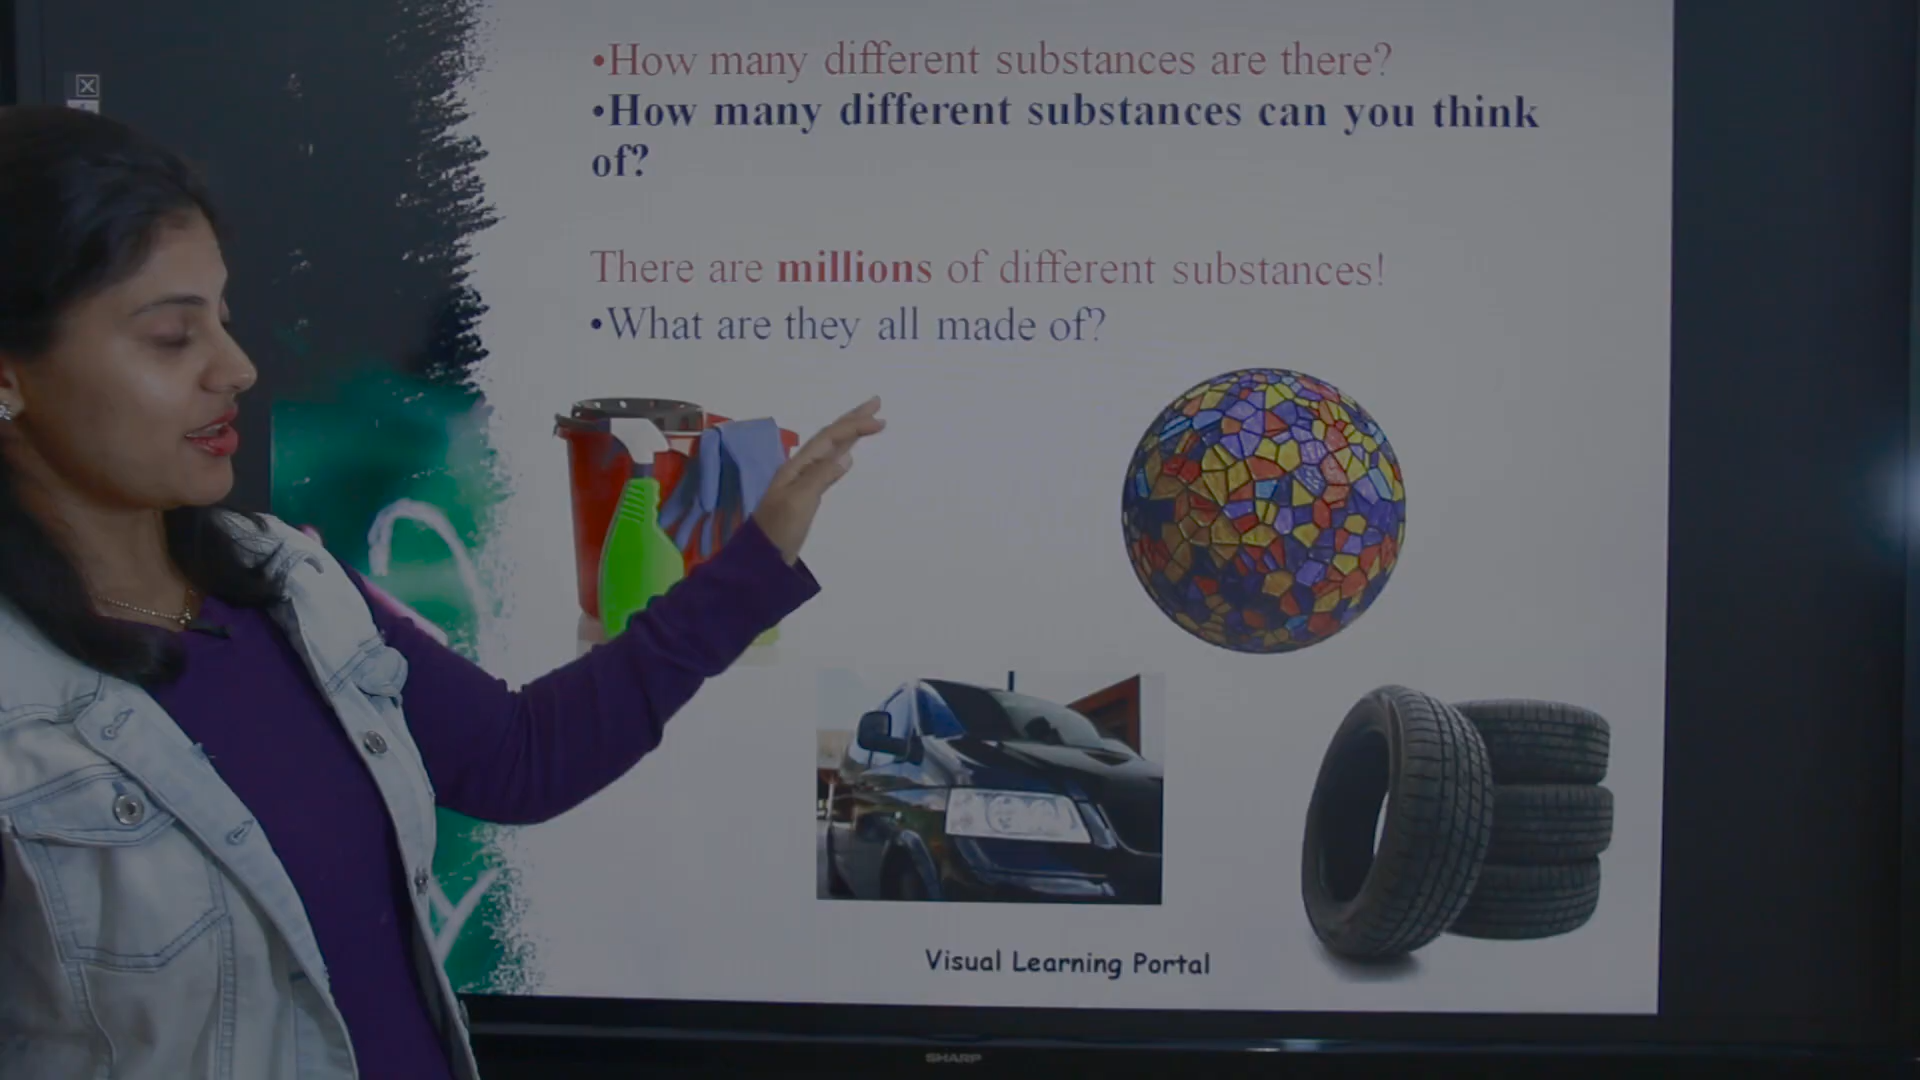 •How many different substances are there?
•How many different substances can you think
of?
There are millions of different substances!
•What are they all made of?
Visual Learning Portal
SHARP